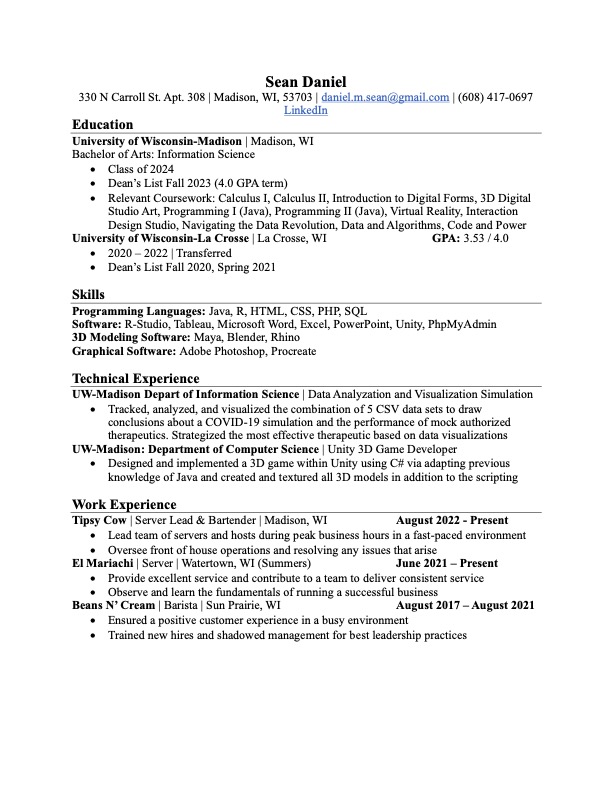 Sean Daniel
330 N Carroll St. Apt. 308 | Madison, WI, 53703 | daniel.m.sean@gmail.com | (608) 417-0697
LinkedIn
Education
University of Wisconsin-Madison | Madison, WI
Bachelor of Arts: Information Science
• Class of 2024
• Dean's List Fall 2023 (4.0 GPA term)
• Relevant Coursework: Calculus I, Calculus II, Introduction to Digital Forms, 3D Digital
Studio Art, Programming I (Java), Programming II (Java), Virtual Reality, Interaction
Design Studio, Navigating the Data Revolution, Data and Algorithms, Code and Power
University of Wisconsin-La Crosse | La Crosse, WI GPA: 3.53 / 4.0
• 2020 – 2022 | Transferred
• Dean's List Fall 2020, Spring 2021
Skills
Programming Languages: Java, R, HTML, CSS, PHP, SQL
Software: R-Studio, Tableau, Microsoft Word, Excel, PowerPoint, Unity, PhpMyAdmin
3D Modeling Software: Maya, Blender, Rhino
Graphical Software: Adobe Photoshop, Procreate
Technical Experience
UW-Madison Depart of Information Science | Data Analyzation and Visualization Simulation
• Tracked, analyzed, and visualized the combination of 5 CSV data sets to draw
conclusions about a COVID-19 simulation and the performance of mock authorized
therapeutics. Strategized the most effective therapeutic based on data visualizations
UW-Madison: Department of Computer Science | Unity 3D Game Developer
• Designed and implemented a 3D game within Unity using C# via adapting previous
knowledge of Java and created and textured all 3D models in addition to the scripting
Work Experience
Tipsy Cow | Server Lead & Bartender | Madison, WI August 2022 - Present
• Lead team of servers and hosts during peak business hours in a fast-paced environment
• Oversee front of house operations and resolving any issues that arise
El Mariachi | Server | Watertown, WI (Summers) June 2021 – Present
• Provide excellent service and contribute to a team to deliver consistent service
• Observe and learn the fundamentals of running a successful business
Beans N' Cream | Barista | Sun Prairie, WI August 2017 – August 2021
• Ensured a positive customer experience in a busy environment
• Trained new hires and shadowed management for best leadership practices